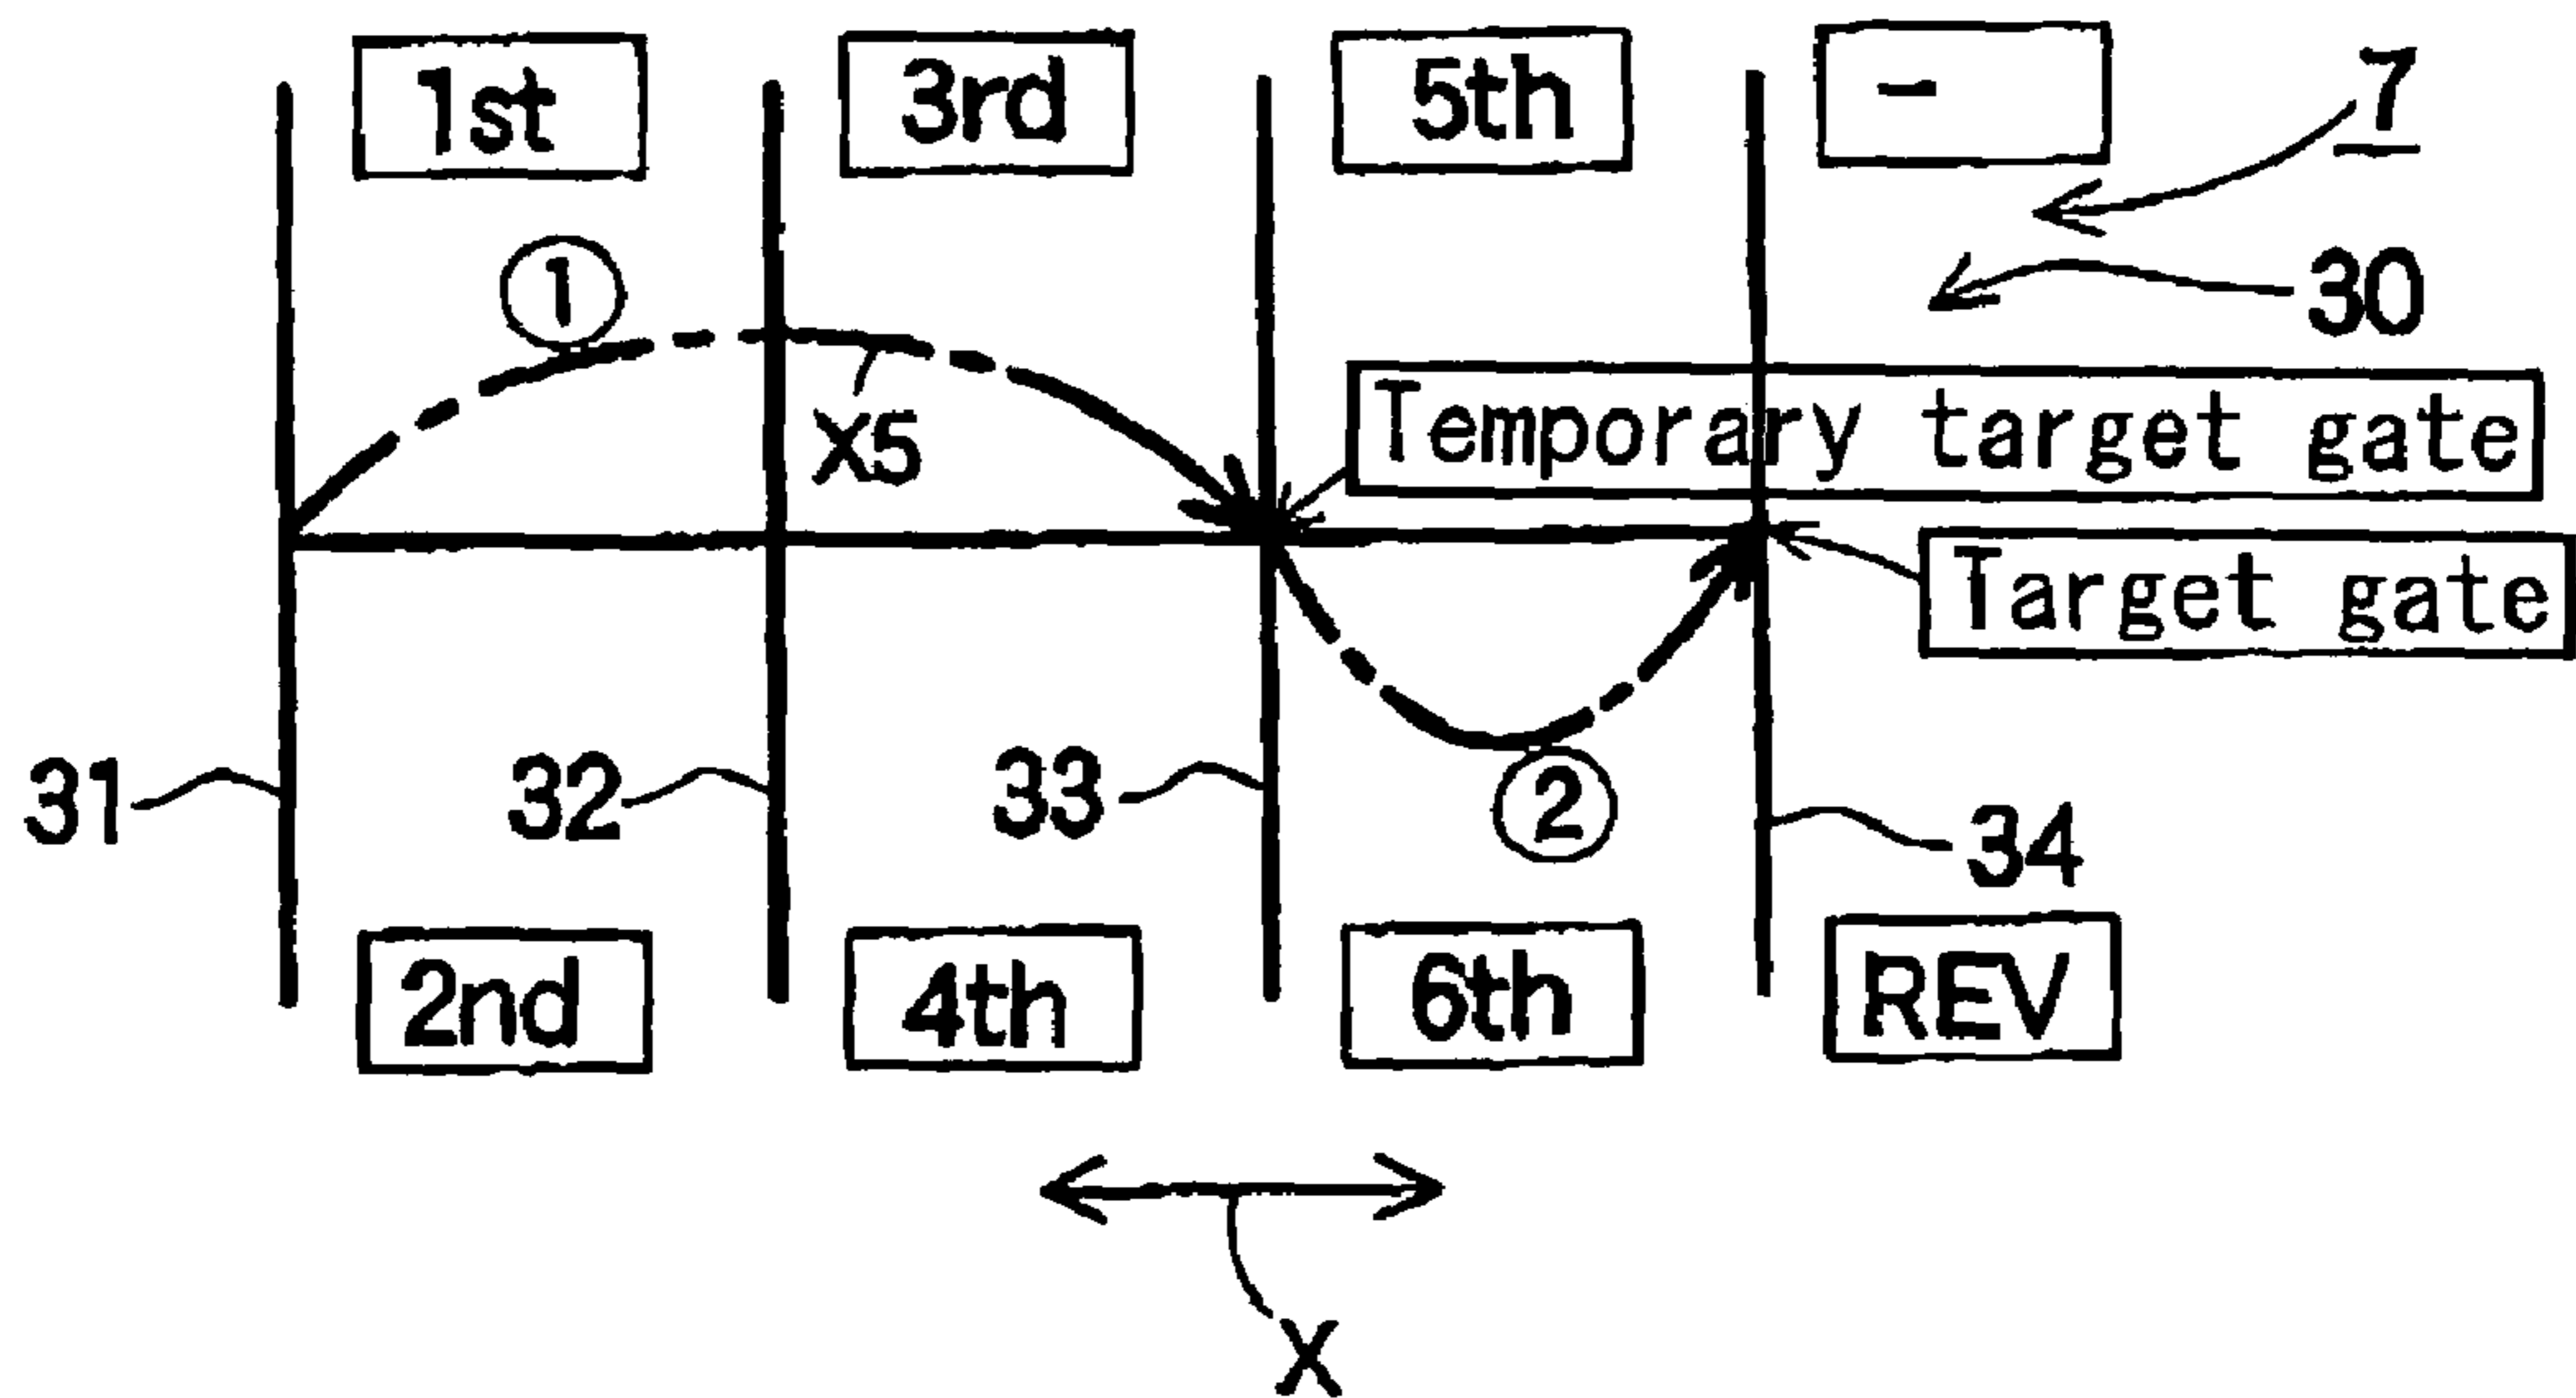 1st 3rd 5th - 7
① 30
X5 Temporary target gate
Target gate
31 32 33 ② 34
2nd 4th 6th REV
X